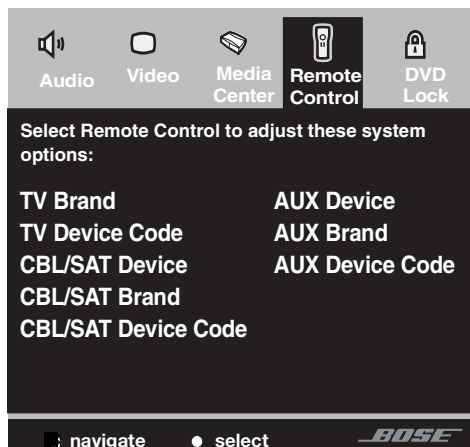 Audio
Video
Media Center
Remote Control
DVD Lock
Select Remote Control to adjust these system
options:
TV Brand
TV Device Code
CBL/SAT Device
CBL/SAT Brand
CBL/SAT Device Code
AUX Device
AUX Brand
AUX Device Code
: navigate
select
BOSE